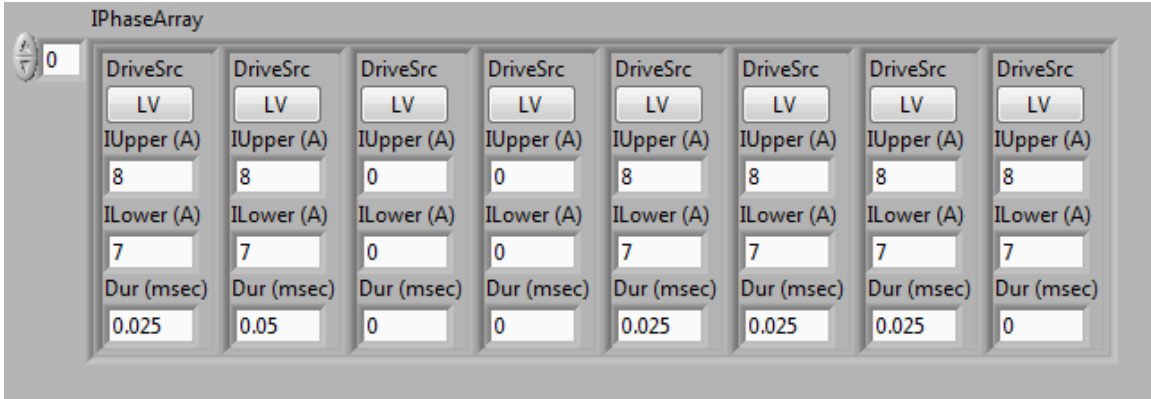 IPhaseArray
0
DriveSrc DriveSrc DriveSrc DriveSrc DriveSrc DriveSrc DriveSrc DriveSrc
LV LV LV LV LV LV LV LV
IUpper (A) IUpper (A) IUpper (A) IUpper (A) IUpper (A) IUpper (A) IUpper (A) IUpper (A)
8 8 0 0 8 8 8 8
ILower (A) ILower (A) ILower (A) ILower (A) ILower (A) ILower (A) ILower (A) ILower (A)
7 7 0 0 7 7 7 7
Dur (msec) Dur (msec) Dur (msec) Dur (msec) Dur (msec) Dur (msec) Dur (msec) Dur (msec)
0.025 0.05 0 0 0.025 0.025 0.025 0